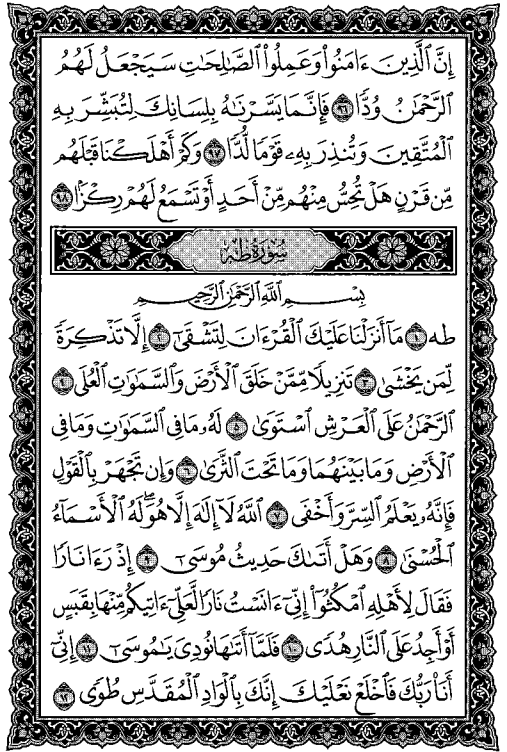 إِنَّ ٱلَّذِينَ ءَامَنُوا۟ وَعَمِلُوا۟ ٱلصَّٰلِحَٰتِ سَيَجْعَلُ لَهُمُ
ٱلرَّحْمَٰنُ وُدًّا ٩٦ فَإِنَّمَا يَسَّرْنَٰهُ بِلِسَانِكَ لِتُبَشِّرَ بِهِ
ٱلْمُتَّقِينَ وَتُنذِرَ بِهِۦ قَوْمًا لُّدًّا ٩٧ وَكَمْ أَهْلَكْنَا قَبْلَهُم
مِّن قَرْنٍ هَلْ تُحِسُّ مِنْهُم مِّنْ أَحَدٍ أَوْ تَسْمَعُ لَهُمْ رِكْزًۢا ٩٨
سُورَةُ طه
بِسْمِ ٱللَّهِ ٱلرَّحْمَٰنِ ٱلرَّحِيمِ
طه ١ مَآ أَنزَلْنَا عَلَيْكَ ٱلْقُرْءَانَ لِتَشْقَىٰٓ ٢ إِلَّا تَذْكِرَةً
لِّمَن يَخْشَىٰ ٣ تَنزِيلًا مِّمَّنْ خَلَقَ ٱلْأَرْضَ وَٱلسَّمَٰوَٰتِ ٱلْعُلَى ٤
ٱلرَّحْمَٰنُ عَلَى ٱلْعَرْشِ ٱسْتَوَىٰ ٥ لَهُۥ مَا فِى ٱلسَّمَٰوَٰتِ وَمَا فِى
ٱلْأَرْضِ وَمَا بَيْنَهُمَا وَمَا تَحْتَ ٱلثَّرَىٰ ٦ وَإِن تَجْهَرْ بِٱلْقَوْلِ
فَإِنَّهُۥ يَعْلَمُ ٱلسِّرَّ وَأَخْفَى ٧ ٱللَّهُ لَآ إِلَٰهَ إِلَّا هُوَ ۖ لَهُ ٱلْأَسْمَآءُ
ٱلْحُسْنَىٰ ٨ وَهَلْ أَتَىٰكَ حَدِيثُ مُوسَىٰٓ ٩ إِذْ رَءَا نَارًا
فَقَالَ لِأَهْلِهِ ٱمْكُثُوٓا۟ إِنِّىٓ ءَانَسْتُ نَارًا لَّعَلِّىٓ ءَاتِيكُم مِّنْهَا بِقَبَسٍ
أَوْ أَجِدُ عَلَى ٱلنَّارِ هُدًى ١٠ فَلَمَّآ أَتَىٰهَا نُودِىَ يَٰمُوسَىٰٓ ١١ إِنِّىٓ
أَنَا۠ رَبُّكَ فَٱخْلَعْ نَعْلَيْكَ ۖ إِنَّكَ بِٱلْوَادِ ٱلْمُقَدَّسِ طُوًى ١٢